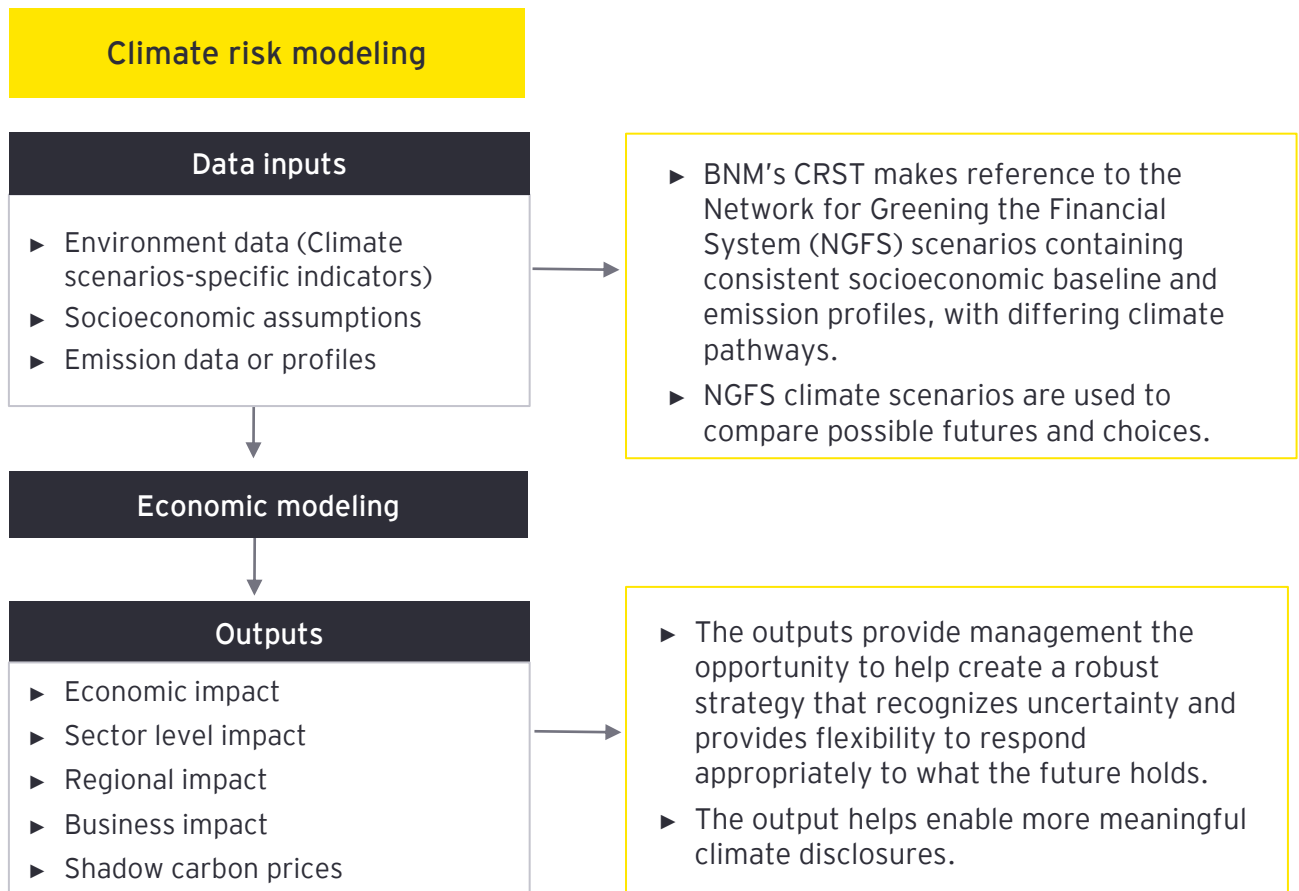 Climate risk modeling
Data inputs
► Environment data (Climate
scenarios-specific indicators)
► Socioeconomic assumptions
► Emission data or profiles
► BNM’s CRST makes reference to the
Network for Greening the Financial
System (NGFS) scenarios containing
consistent socioeconomic baseline and
emission profiles, with differing climate
pathways.
► NGFS climate scenarios are used to
compare possible futures and choices.
Economic modeling
Outputs
► Economic impact
► Sector level impact
► Regional impact
► Business impact
► Shadow carbon prices
► The outputs provide management the
opportunity to help create a robust
strategy that recognizes uncertainty and
provides flexibility to respond
appropriately to what the future holds.
► The output helps enable more meaningful
climate disclosures.